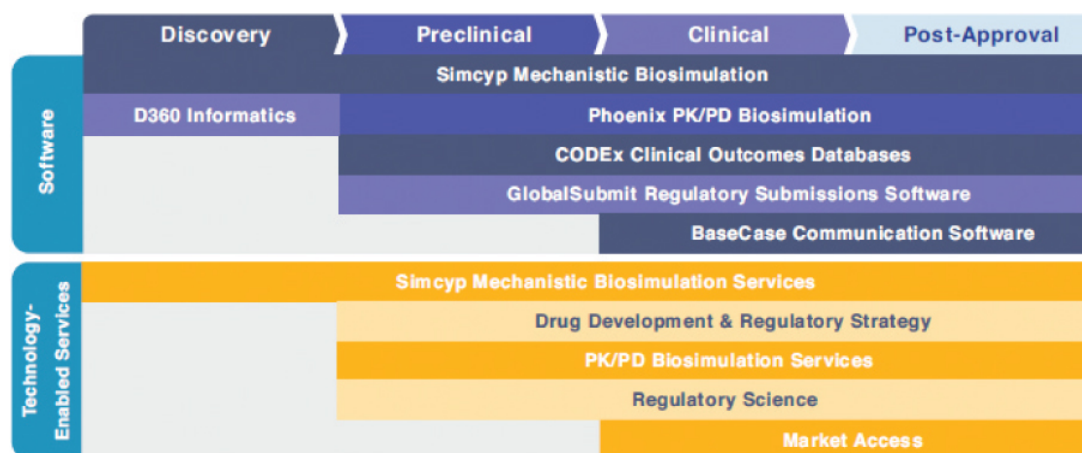 Discovery
Preclinical
Clinical
Post-Approval
Software
Simcyp Mechanistic Biosimulation
D360 Informatics
Phoenix PK/PD Biosimulation
CODEx Clinical Outcomes Databases
GlobalSubmit Regulatory Submissions Software
BaseCase Communication Software
Technology-
Enabled Services
Simcyp Mechanistic Biosimulation Services
Drug Development & Regulatory Strategy
PK/PD Biosimulation Services
Regulatory Science
Market Access